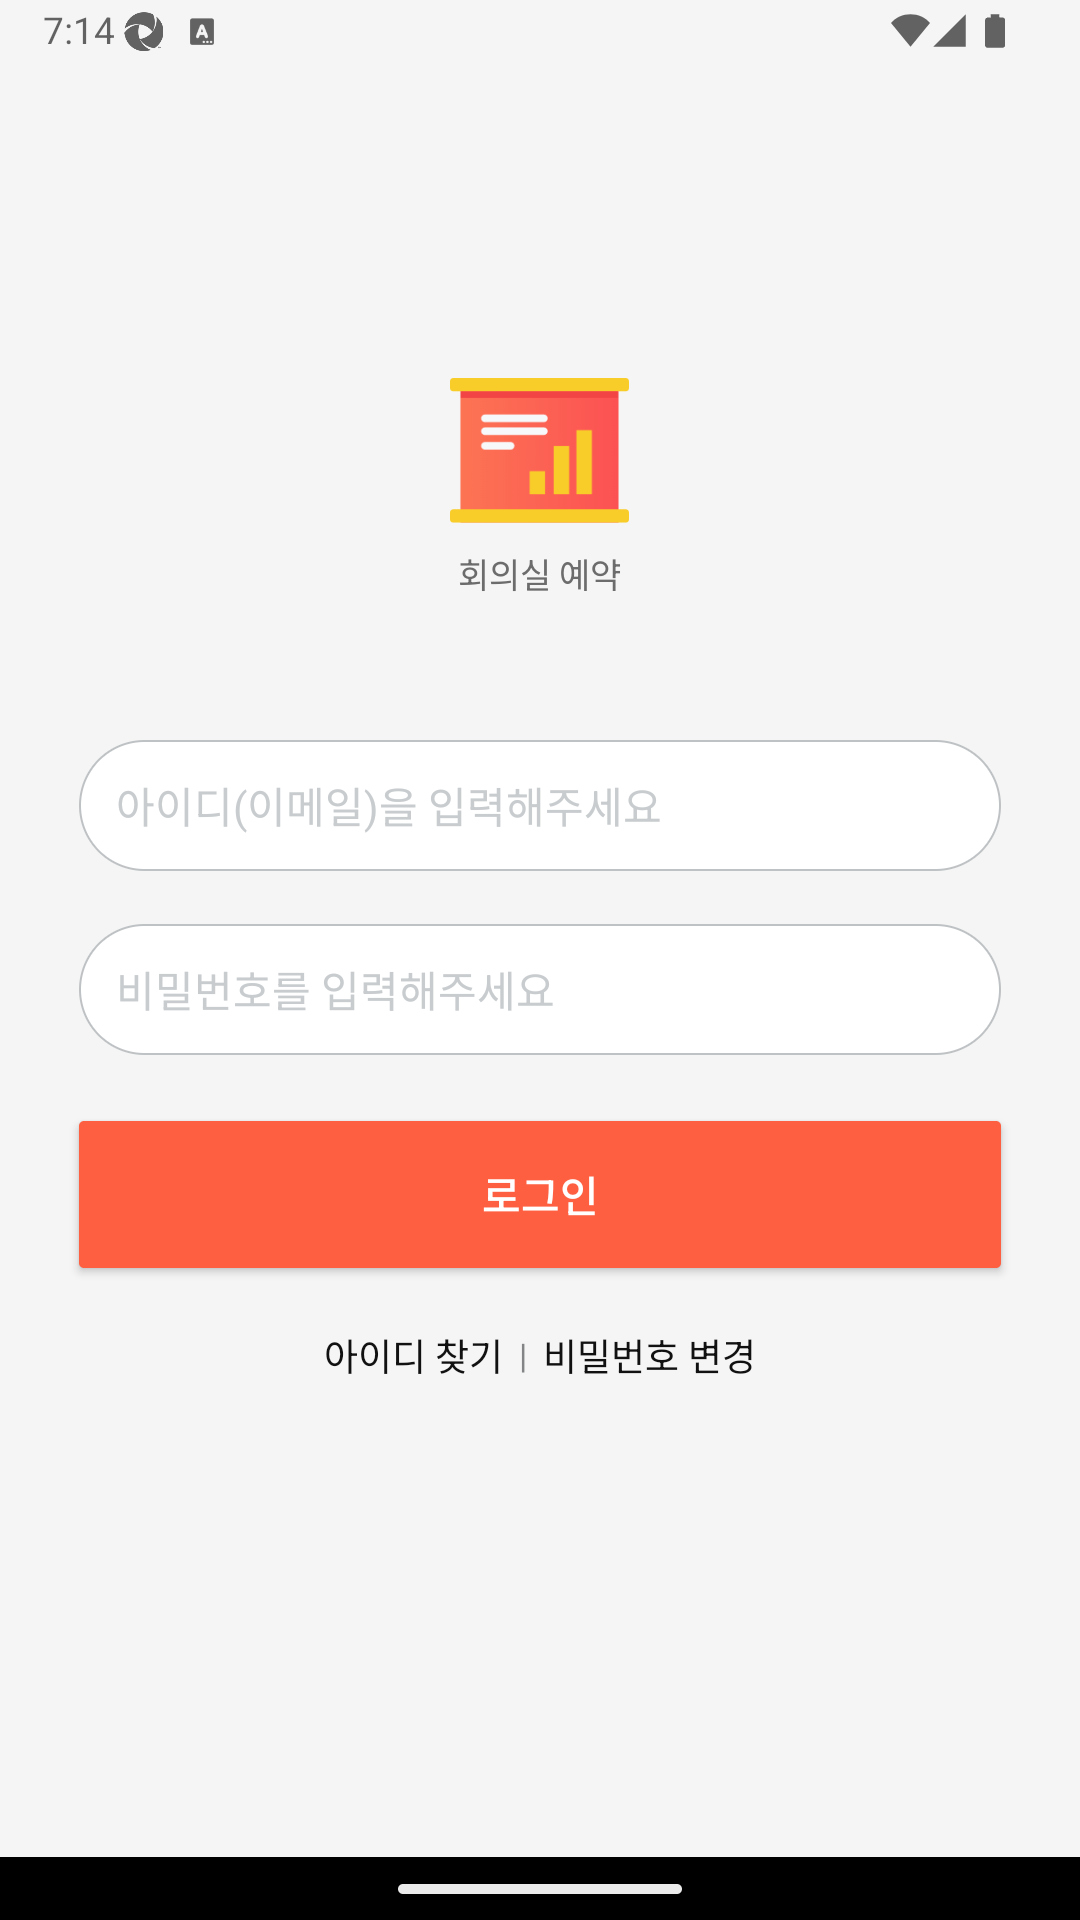 7:14
회의실 예약
아이디(이메일)을 입력해주세요
비밀번호를 입력해주세요
로그인
아이디 찾기 | 비밀번호 변경